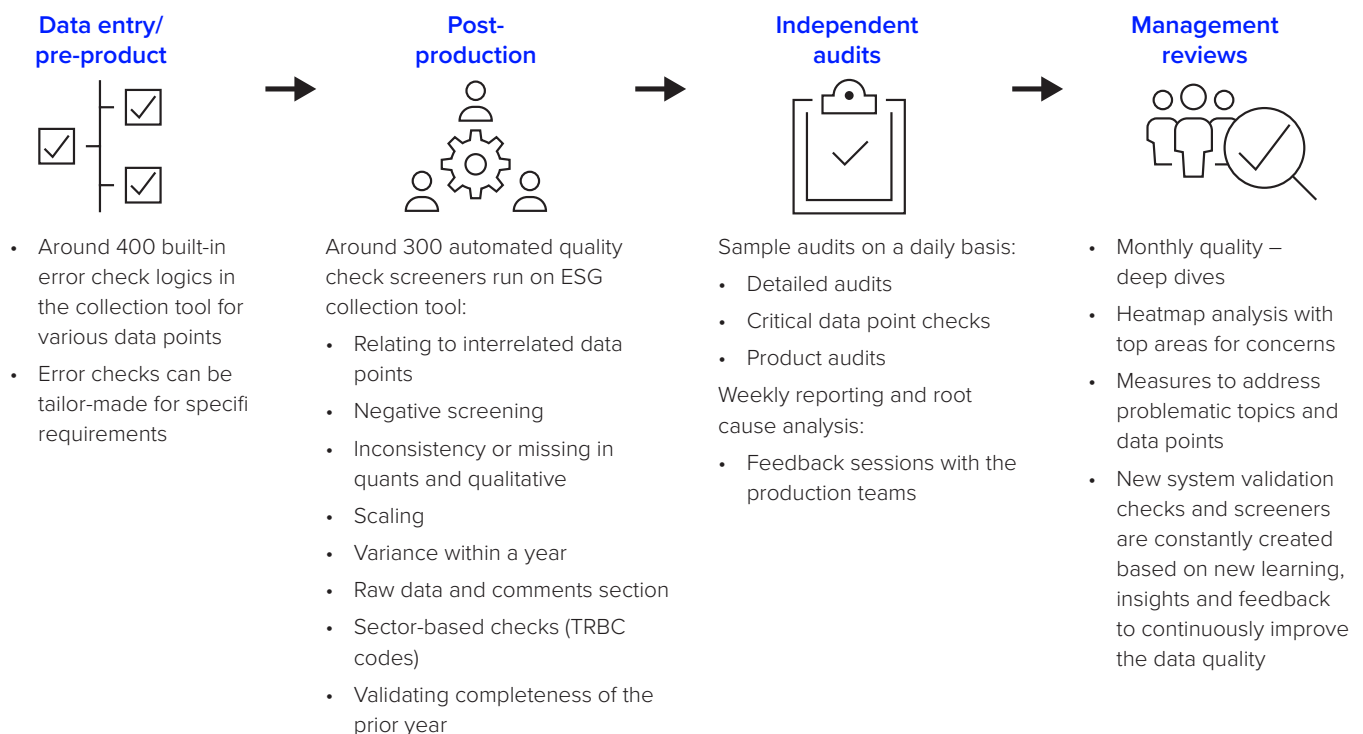 Data entry/
pre-product
• Around 400 built-in
error check logics in
the collection tool for
various data points
• Error checks can be
tailor-made for specifi
requirements
Post-
production
Around 300 automated quality
check screeners run on ESG
collection tool:
• Relating to interrelated data
points
• Negative screening
• Inconsistency or missing in
quants and qualitative
• Scaling
• Variance within a year
• Raw data and comments section
• Sector-based checks (TRBC
codes)
• Validating completeness of the
prior year
Independent
audits
Sample audits on a daily basis:
• Detailed audits
• Critical data point checks
• Product audits
Weekly reporting and root
cause analysis:
• Feedback sessions with the
production teams
Management
reviews
• Monthly quality –
deep dives
• Heatmap analysis with
top areas for concerns
• Measures to address
problematic topics and
data points
• New system validation
checks and screeners
are constantly created
based on new learning,
insights and feedback
to continuously improve
the data quality